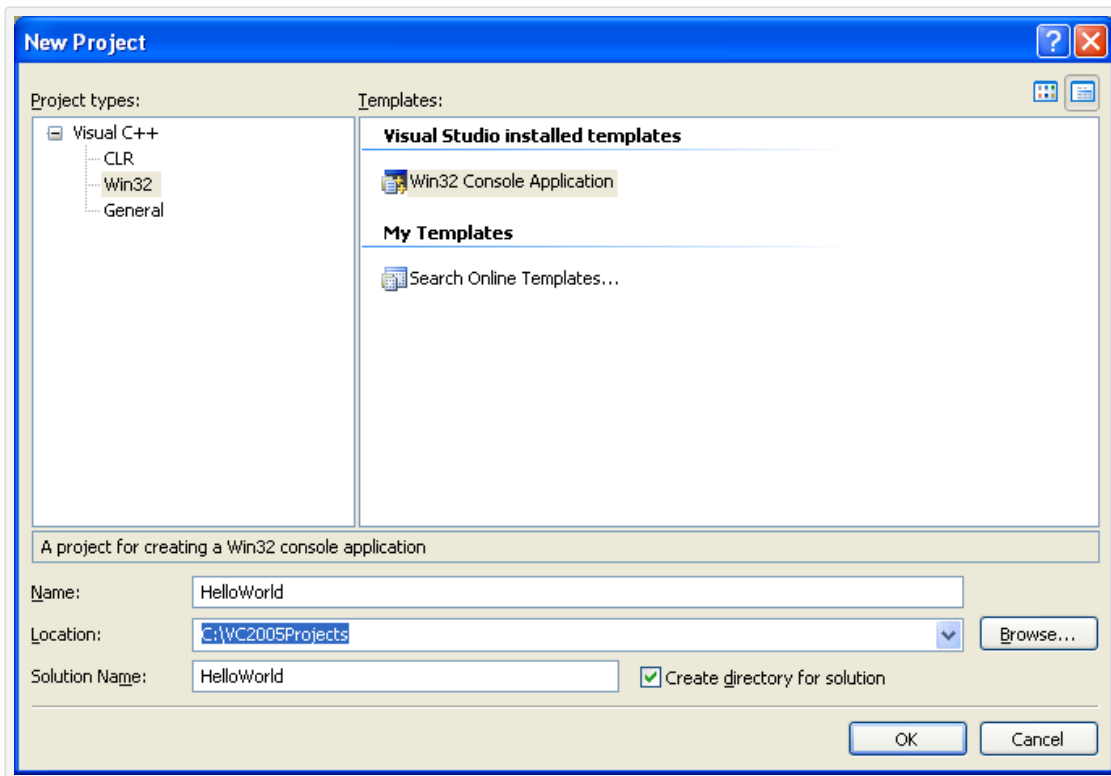 New Project
Project types:
Templates:
Visual C++
CLR
Win32
General
Visual Studio installed templates
Win32 Console Application
My Templates
Search Online Templates...
A project for creating a Win32 console application
Name:
HelloWorld
Location:
C:\VC2005Projects
Browse...
Solution Name:
HelloWorld
Create directory for solution
OK
Cancel